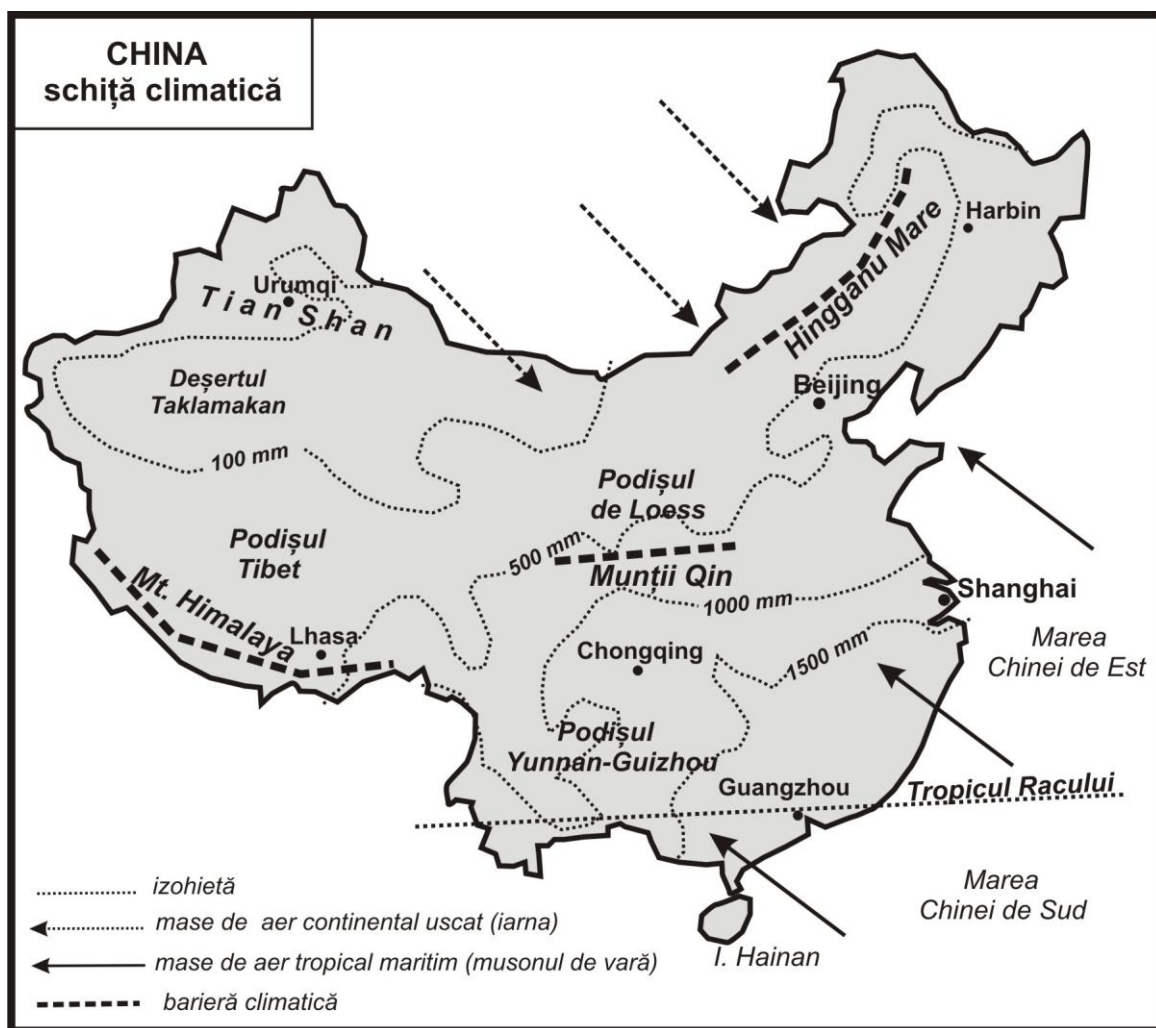 CHINA
schiță climatică
Harbin
Hingganu Mare
Urumqi
Tian Shan
Deșertul
Taklamakan
Beijing
100 mm
Podișul
de Loess
Podișul
Tibet
500 mm
Munții Qin
1000 mm
Shanghai
Mt. Himalaya
Lhasa
Chongqing
1500 mm
Marea
Chinei de Est
Podișul
Yunnan-Guizhou
Guangzhou
Tropicul Racului
Marea
Chinei de Sud
I. Hainan
izohietă
mase de aer continental uscat (iarna)
mase de aer tropical maritim (musonul de vară)
barieră climatică